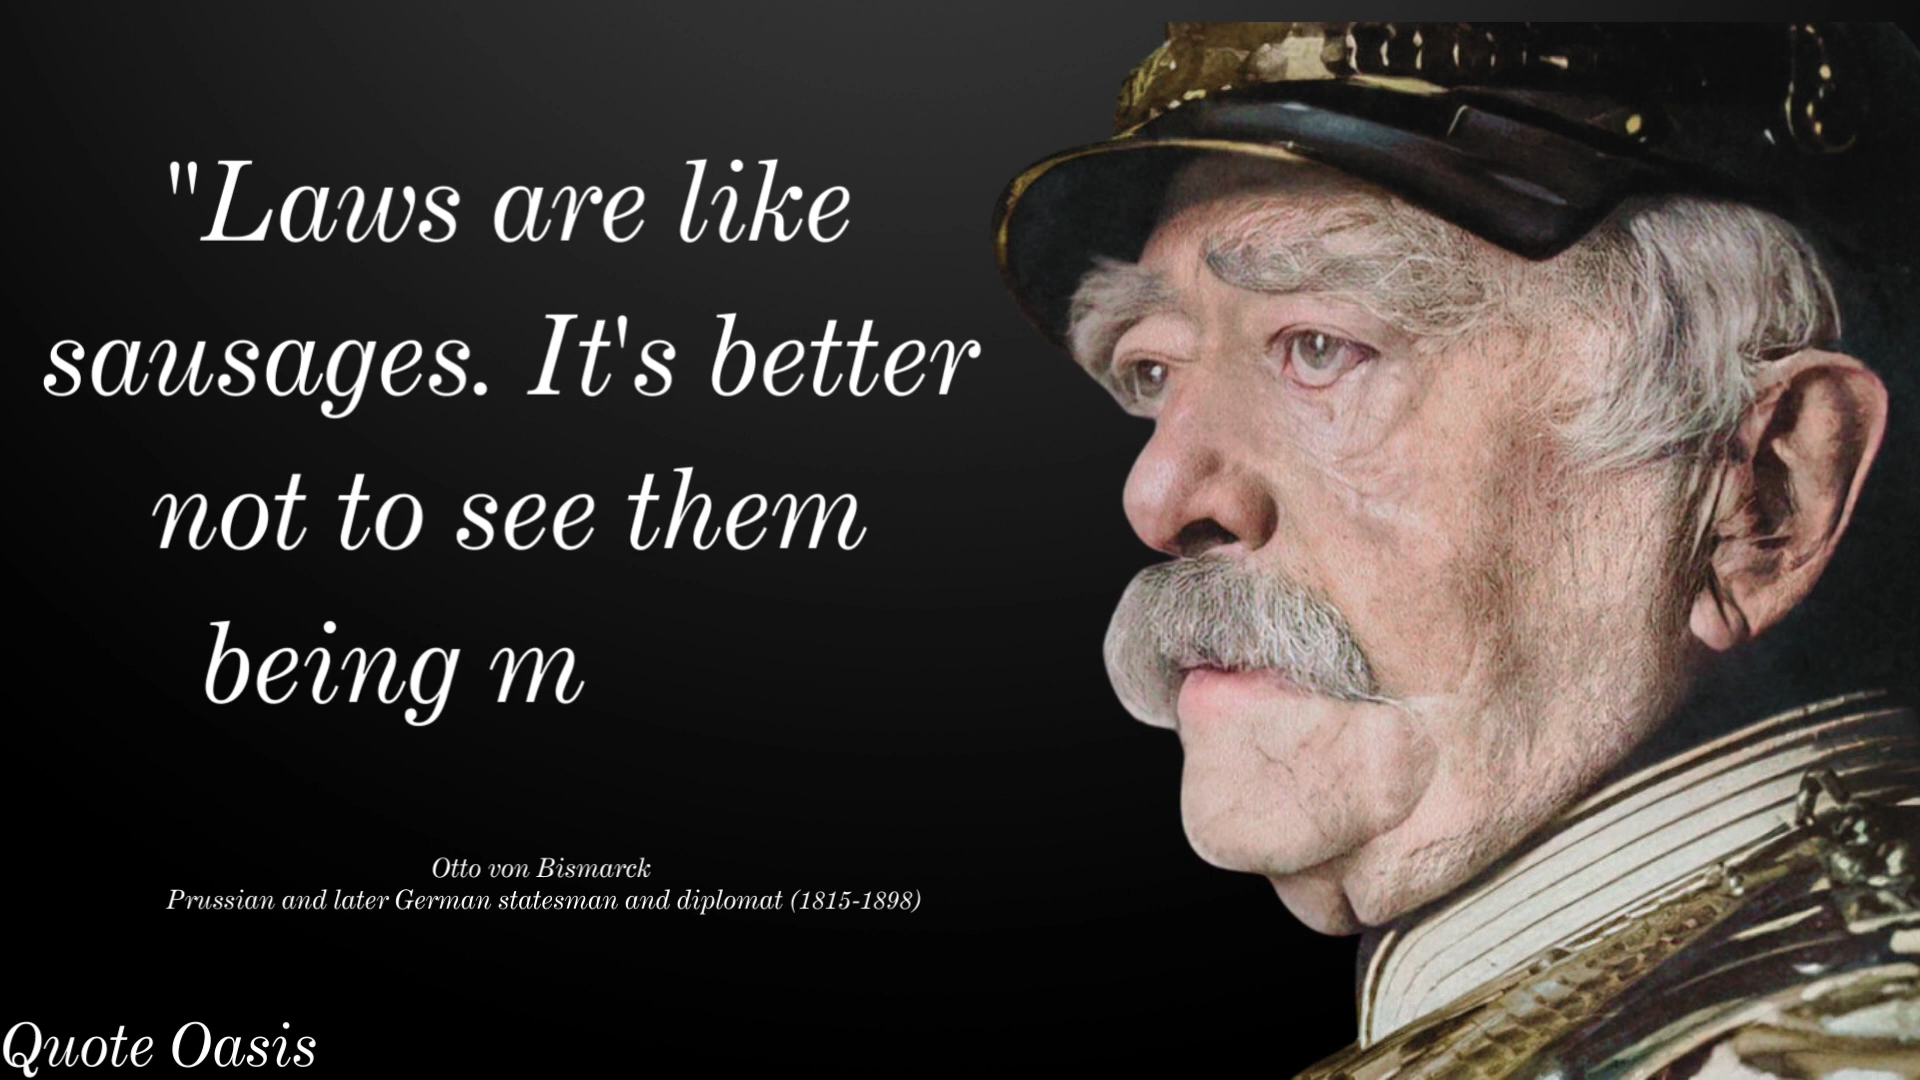 "Laws are like
sausages. It's better
not to see them
being m
Otto von Bismarck
Prussian and later German statesman and diplomat (1815-1898)
Quote Oasis